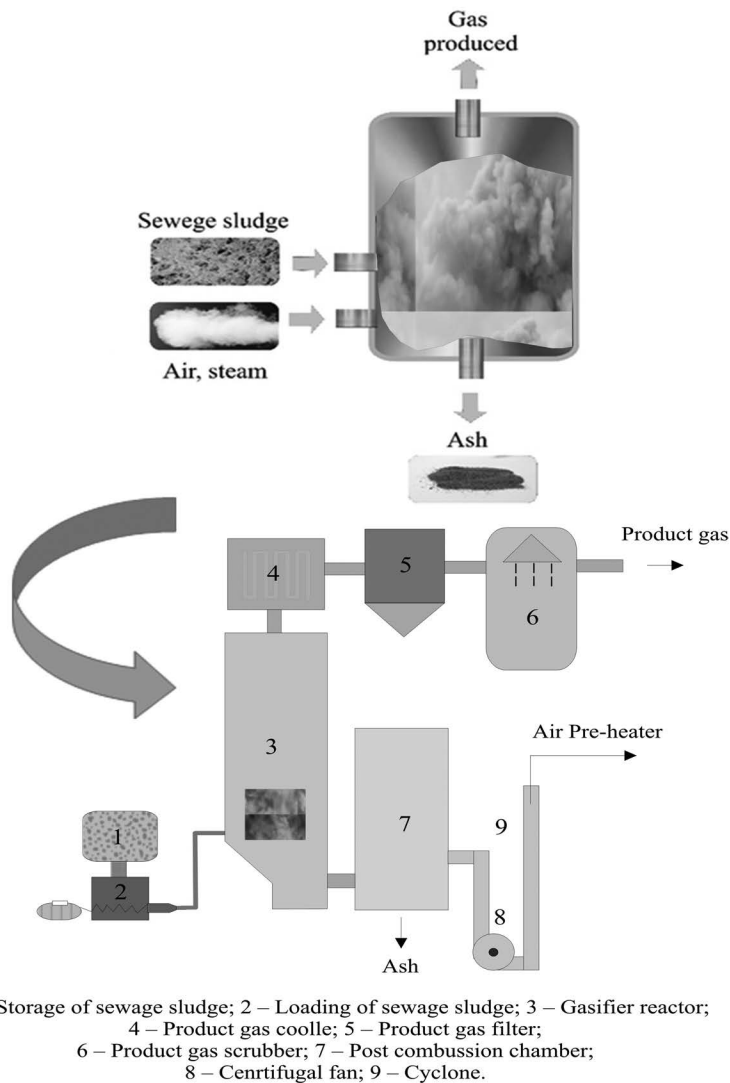 Gas
produced
Sewege sludge
Air, steam
Ash
Product gas
4
5
6
3
Air Pre-heater
1
2
7
9
8
Ash
Storage of sewage sludge; 2 – Loading of sewage sludge; 3 – Gasifier reactor;
4 – Product gas coolle; 5 – Product gas filter;
6 – Product gas scrubber; 7 – Post combussion chamber;
8 – Cenrtifugal fan; 9 – Cyclone.